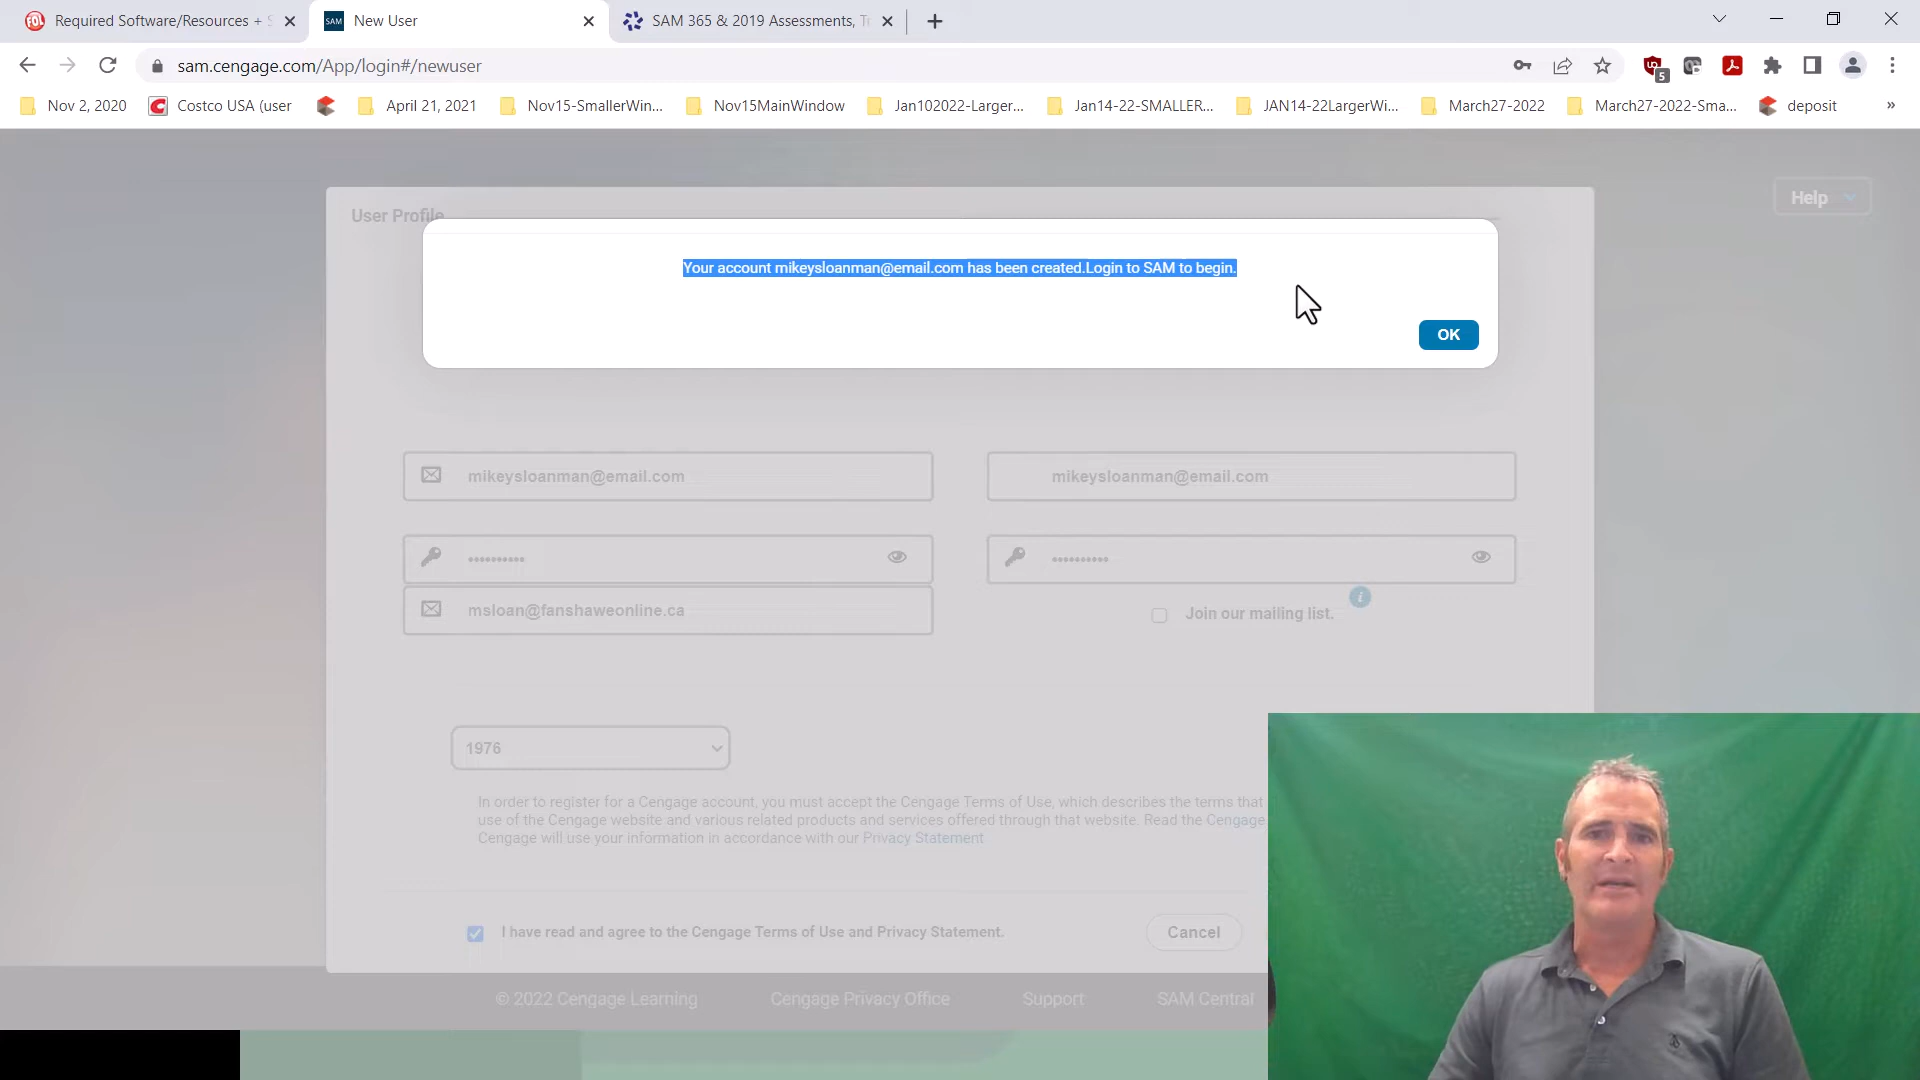 Required Software/Resources + S
New User
SAM 365 & 2019 Assessments, Te
sam.cengage.com/App/login#/newuser
5
Nov 2, 2020
Costco USA (user
April 21, 2021
Nov15-SmallerWin...
Nov15MainWindow
Jan102022-Larger...
Jan14-22-SMALLER...
JAN14-22LargerWi...
March27-2022
March27-2022-Sma...
deposit
»
Help
User Profile
Your account mikeysloanman@email.com has been created.Login to SAM to begin.
OK
mikeysloanman@email.com
mikeysloanman@email.com
msloan@fanshaweonline.ca
Join our mailing list.
1976
In order to register for a Cengage account, you must accept the Cengage Terms of Use, which describes the terms that
use of the Cengage website and various related products and services offered through that website. Read the Cengage
Cengage will use your information in accordance with our Privacy Statement
I have read and agree to the Cengage Terms of Use and Privacy Statement.
Cancel
© 2022 Cengage Learning
Cengage Privacy Office
Support
SAM Central